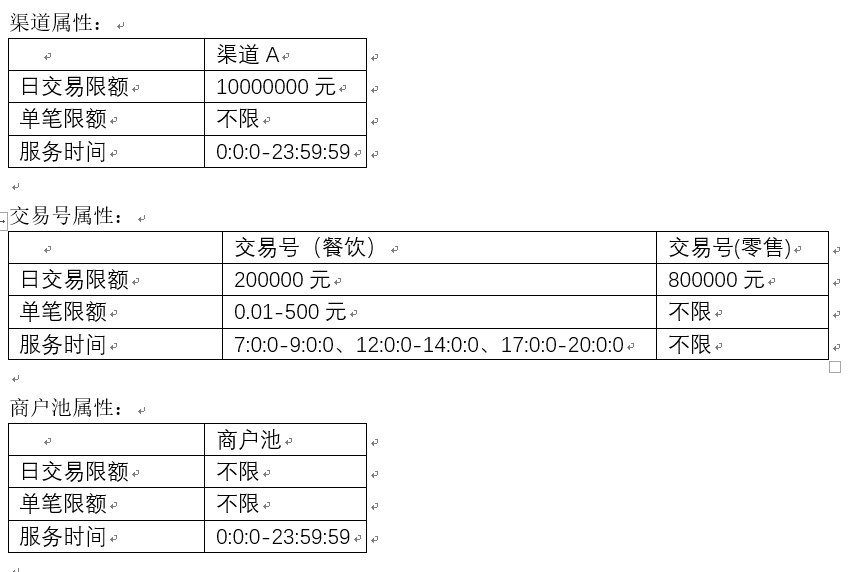 渠道属性：
渠道 A
日交易限额 10000000 元
单笔限额 不限
服务时间 0:0:0-23:59:59
交易号属性：
交易号（餐饮） 交易号(零售)
日交易限额 200000 元 800000 元
单笔限额 0.01-500 元 不限
服务时间 7:0:0-9:0:0、12:0:0-14:0:0、17:0:0-20:0:0 不限
商户池属性：
商户池
日交易限额 不限
单笔限额 不限
服务时间 0:0:0-23:59:59